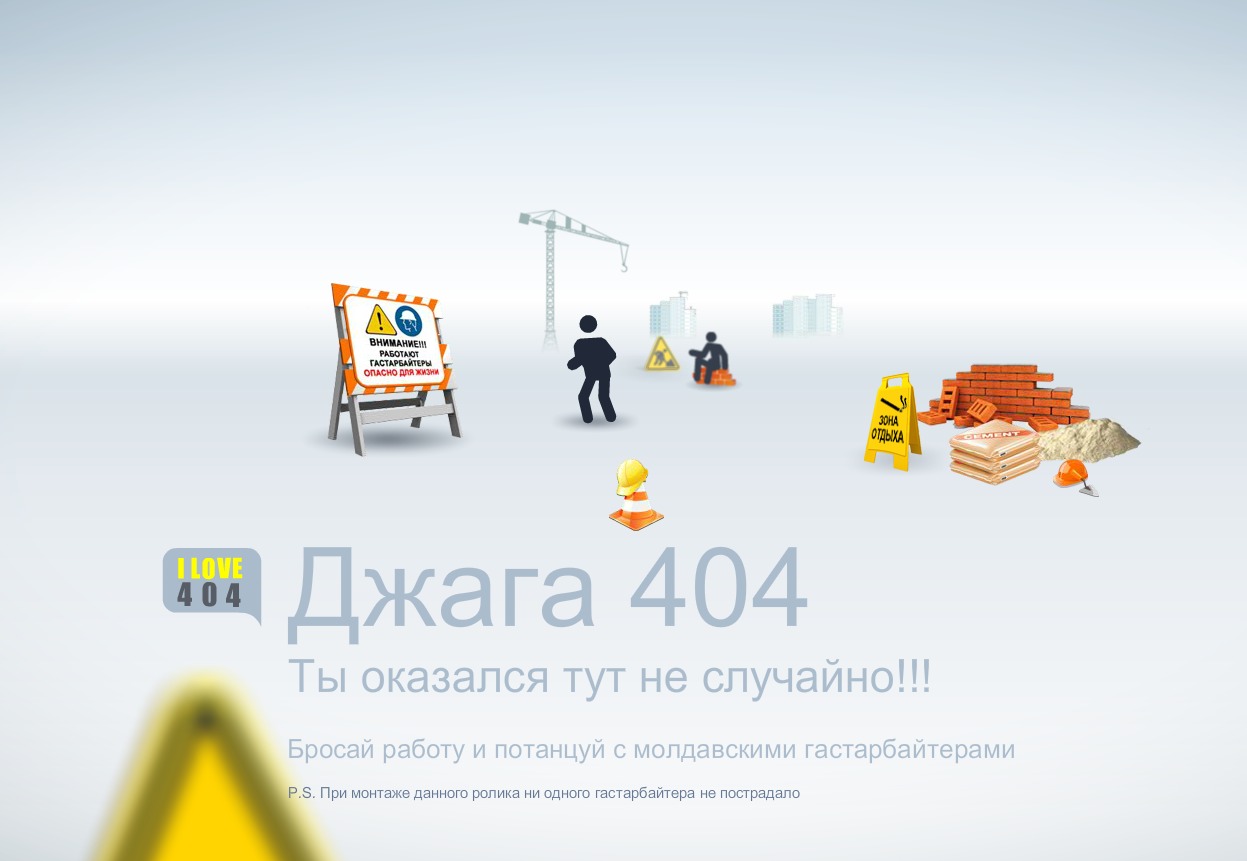 ВНИМАНИЕ!!!
РАБОТАЮТ
ГАСТАРБАЙТЕРЫ
ОПАСНО ДЛЯ ЖИЗНИ
ЗОНА
ОТДЫХА
CEMENT
I LOVE
404
Джага 404
Ты оказался тут не случайно!!!
Бросай работу и потанцуй с молдавскими гастарбайтерами
P.S. При монтаже данного ролика ни одного гастарбайтера не пострадало